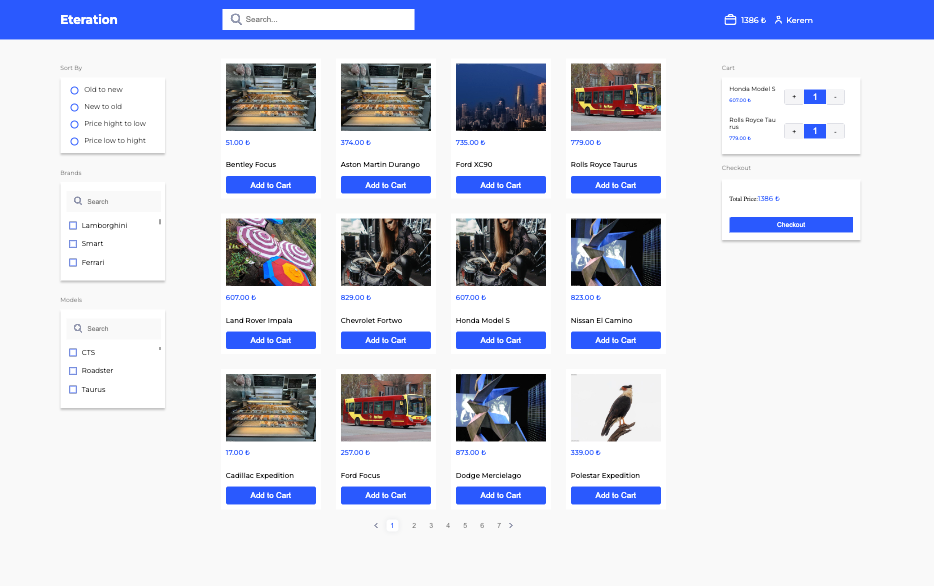 Eteration
Search...
1386 ₺
Kerem
Sort By
Old to new
New to old
Price hight to low
Price low to hight
Brands
Search
Lamborghini
Smart
Ferrari
Models
Search
CTS
Roadster
Taurus
51.00 ₺
Bentley Focus
Add to Cart
374.00 ₺
Aston Martin Durango
Add to Cart
735.00 ₺
Ford XC90
Add to Cart
779.00 ₺
Rolls Royce Taurus
Add to Cart
607.00 ₺
Land Rover Impala
Add to Cart
829.00 ₺
Chevrolet Fortwo
Add to Cart
607.00 ₺
Honda Model S
Add to Cart
823.00 ₺
Nissan El Camino
Add to Cart
17.00 ₺
Cadillac Expedition
Add to Cart
257.00 ₺
Ford Focus
Add to Cart
873.00 ₺
Dodge Mercielago
Add to Cart
339.00 ₺
Polestar Expedition
Add to Cart
< 1 2 3 4 5 6 7 >
Cart
Honda Model S
607.00 ₺
+ 1 -
Rolls Royce Tau
rus
779.00 ₺
+ 1 -
Checkout
Total Price:1386 ₺
Checkout